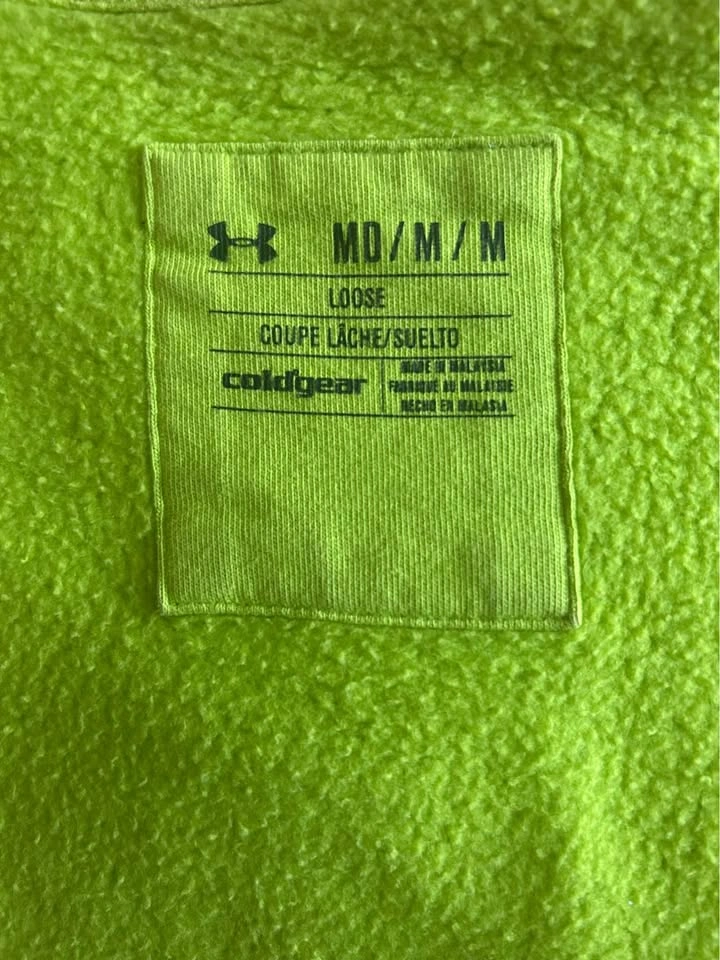 MD/M/M
LOOSE
COUPE LÂCHE/SUELTO
coldgear
MADE IN MALAYSIA
FABRIQUÉ AU MALAISIE
HECHO EN MALASIA